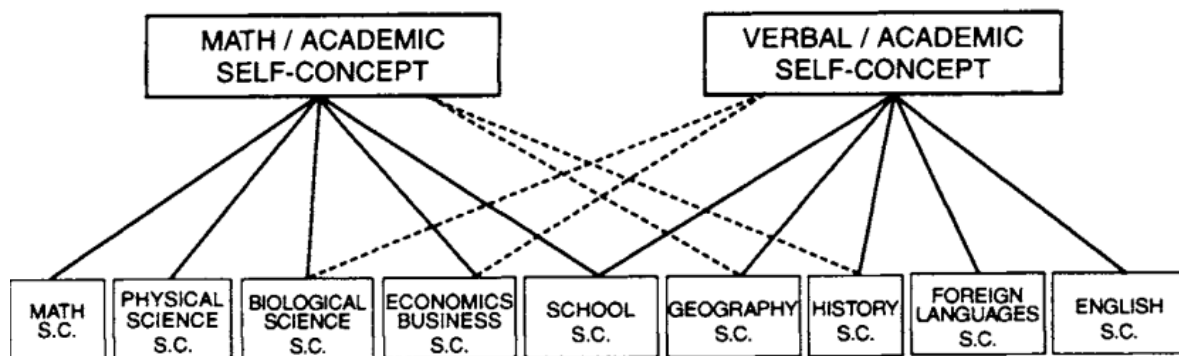 MATH / ACADEMIC
SELF-CONCEPT
VERBAL / ACADEMIC
SELF-CONCEPT
MATH
S.C.
PHYSICAL
SCIENCE
S.C.
BIOLOGICAL
SCIENCE
S.C.
ECONOMICS
BUSINESS
S.C.
SCHOOL
S.C.
GEOGRAPHY
S.C.
HISTORY
S.C.
FOREIGN
LANGUAGES
S.C.
ENGLISH
S.C.